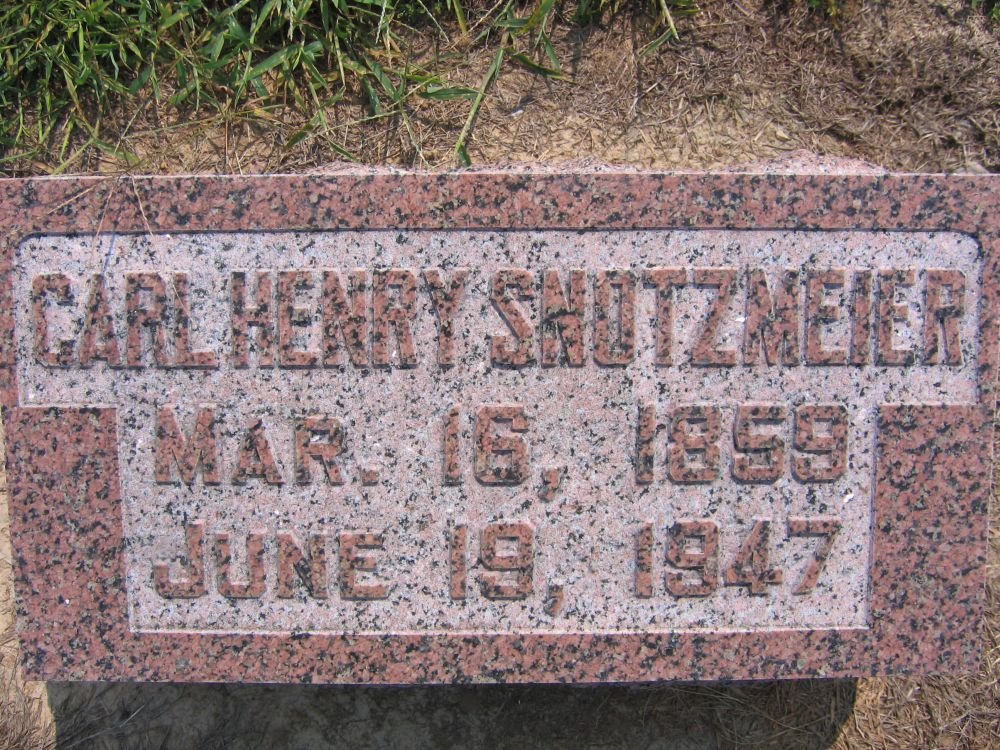 CARL HENRY SNUTZMEIER
MAR. 16, 1859
JUNE 19, 1947